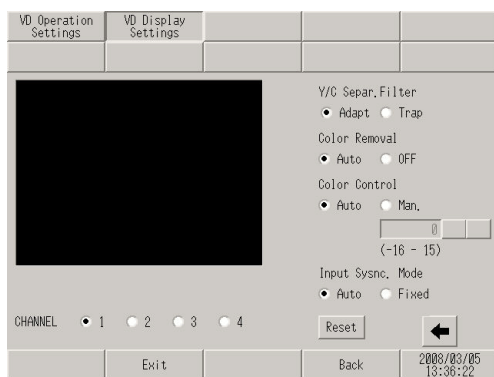 VD Operation Settings
VD Display Settings
Y/C Separ. Filter
Adapt Trap
Color Removal
Auto OFF
Color Control
Auto Man.
0
(-16 - 15)
Input Sysnc. Mode
Auto Fixed
CHANNEL 1 2 3 4
Reset
Exit
Back
2008/03/05
13:36:22